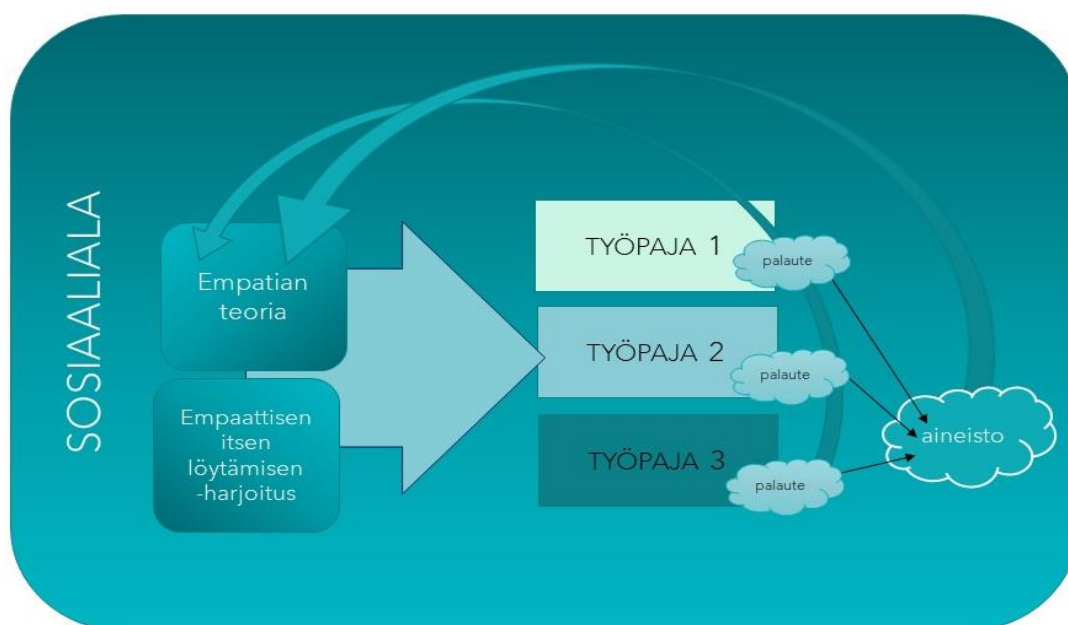 SOSIAALIALA
Empatian
teoria
Empaattisen
itsen
löytämisen
-harjoitus
TYÖPAJA 1
palaute
TYÖPAJA 2
palaute
TYÖPAJA 3
palaute
aineisto